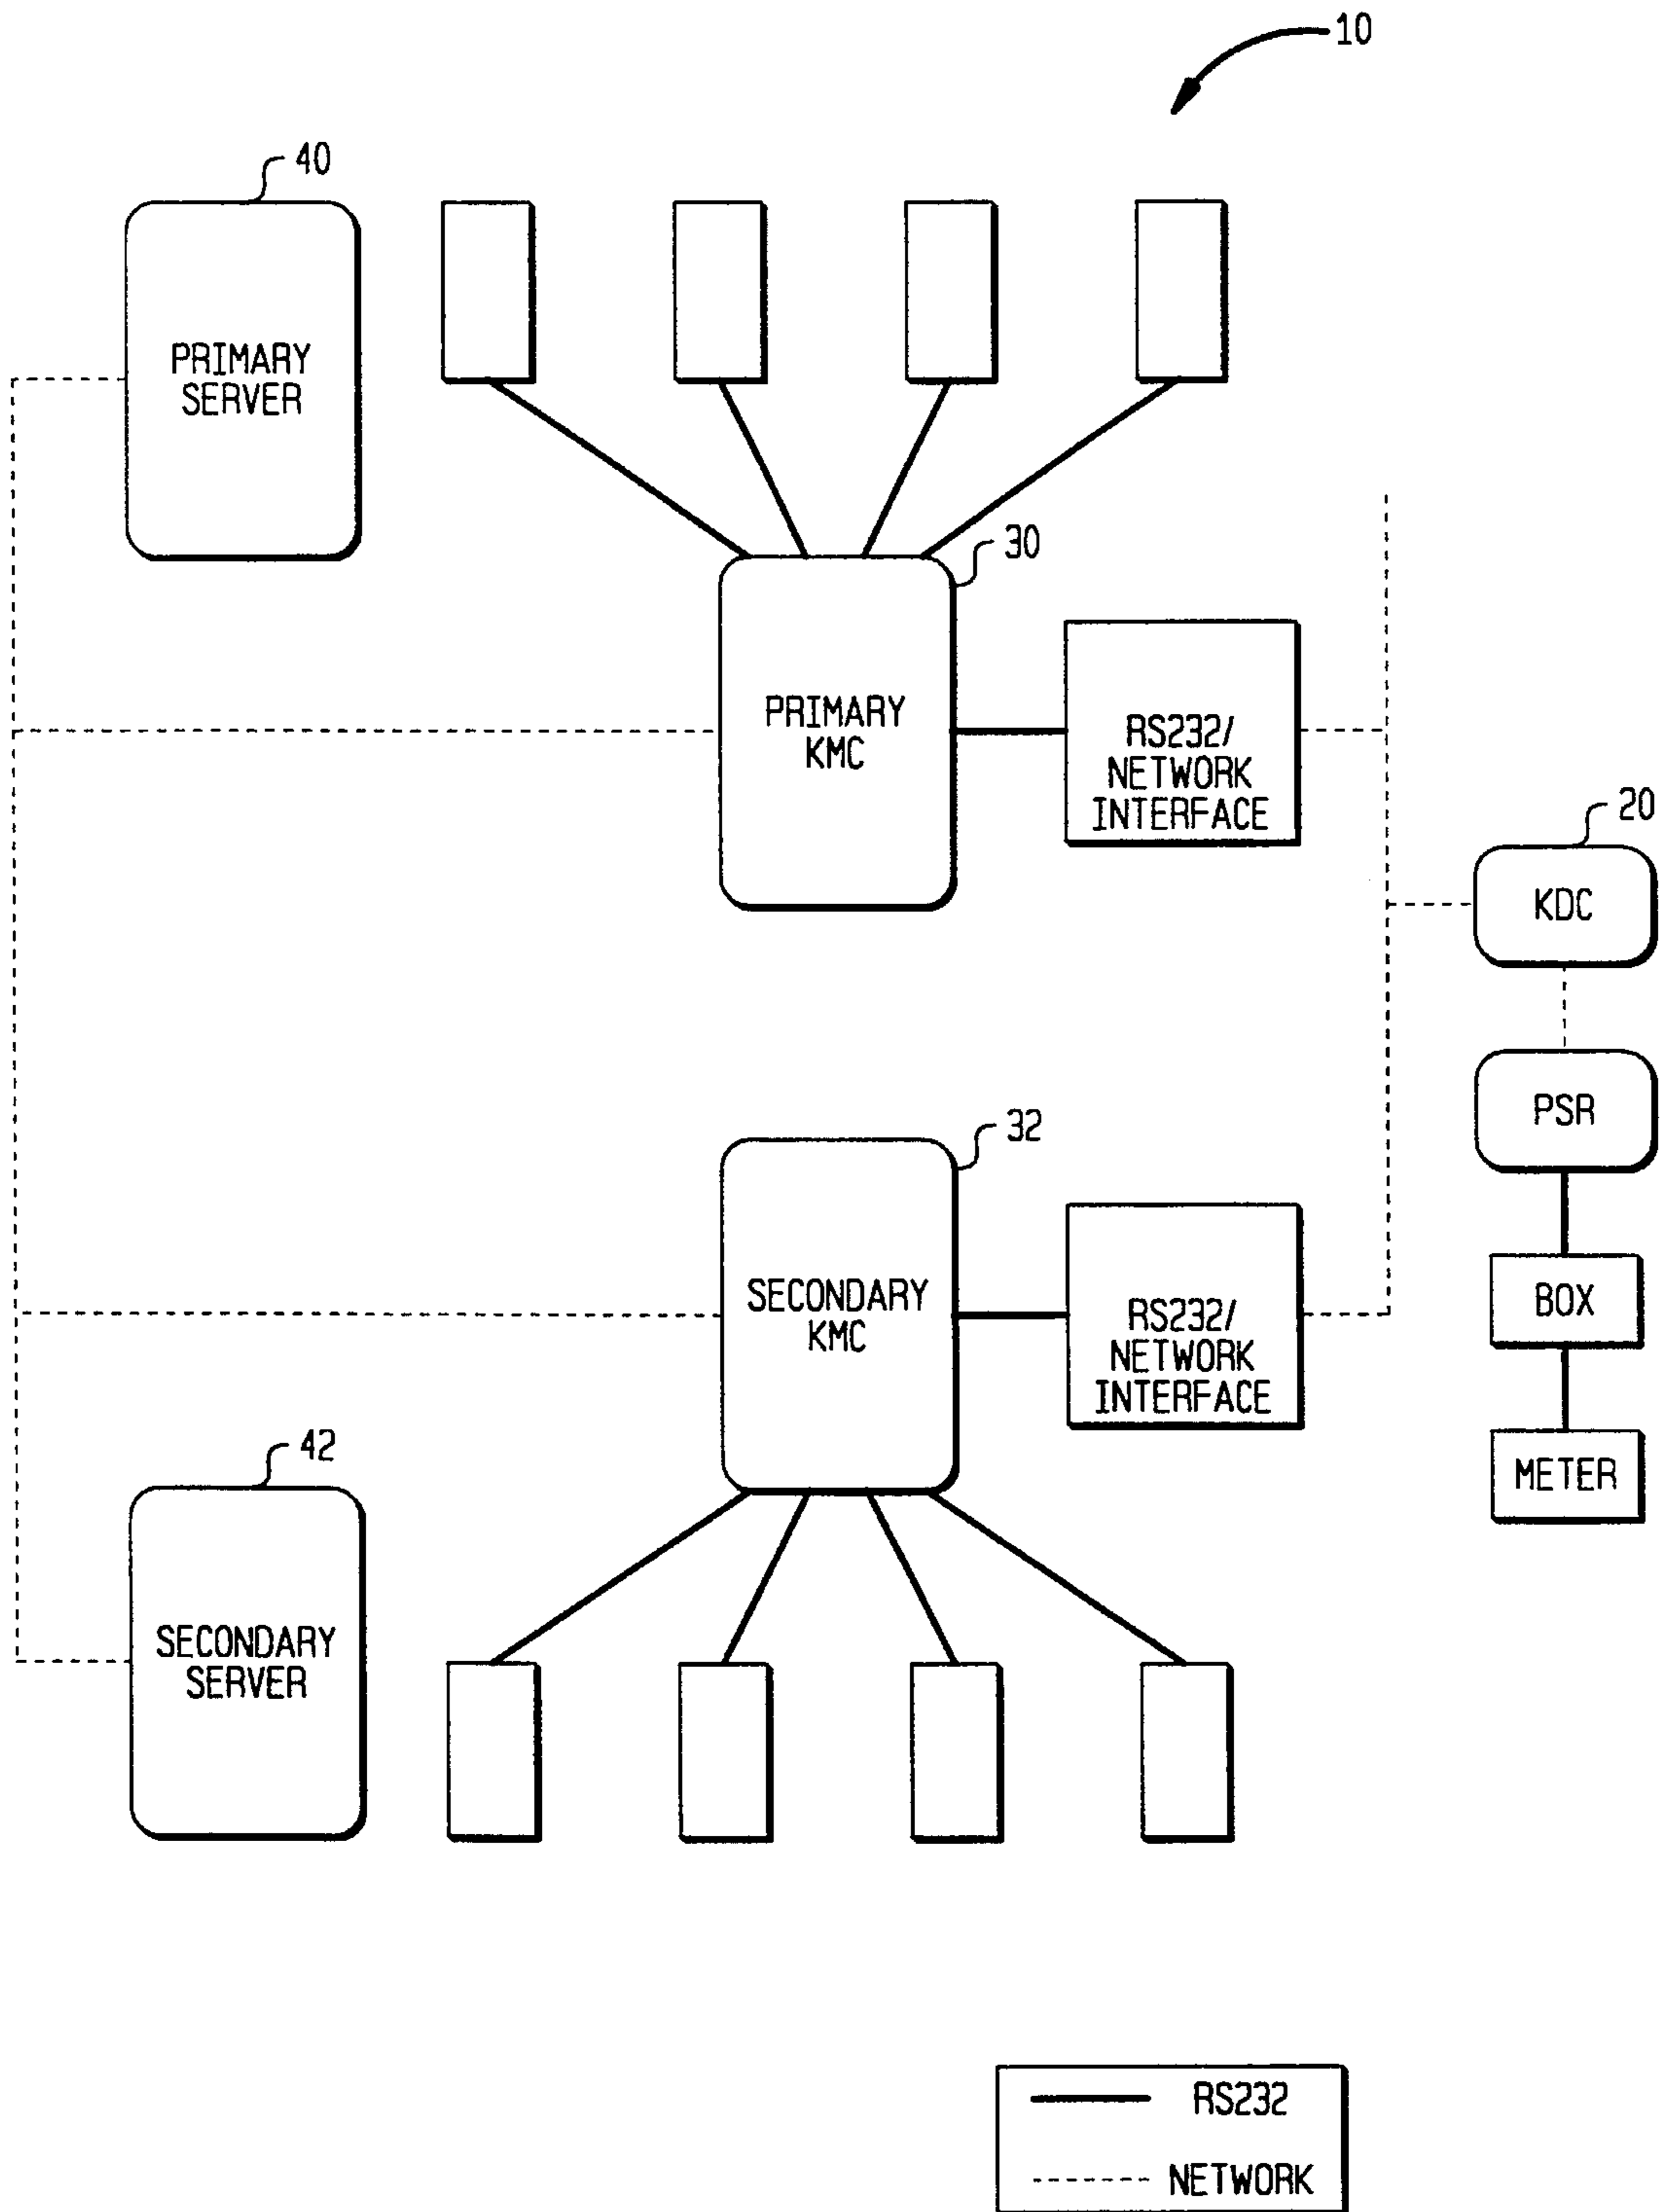 10
40
PRIMARY
SERVER
30
PRIMARY
KMC
RS232/
NETWORK
INTERFACE
20
KDC
PSR
32
SECONDARY
KMC
RS232/
NETWORK
INTERFACE
BOX
METER
42
SECONDARY
SERVER
RS232
NETWORK